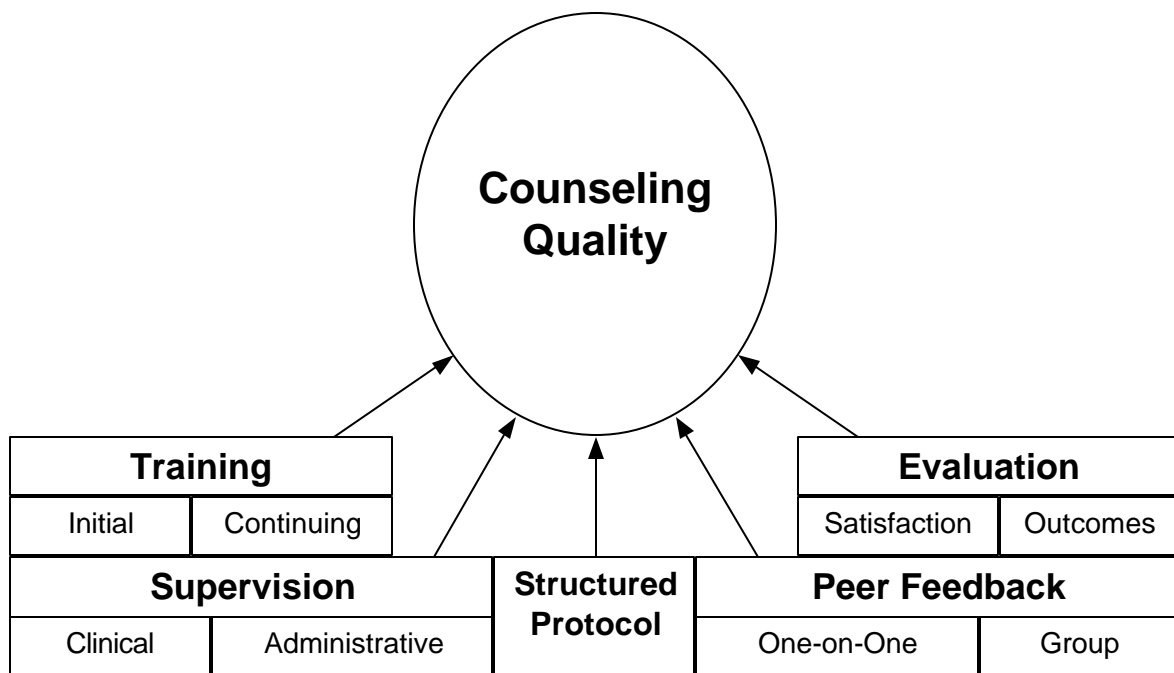 Counseling
Quality
Training
Evaluation
Initial
Continuing
Satisfaction
Outcomes
Supervision
Structured
Protocol
Peer Feedback
Clinical
Administrative
One-on-One
Group